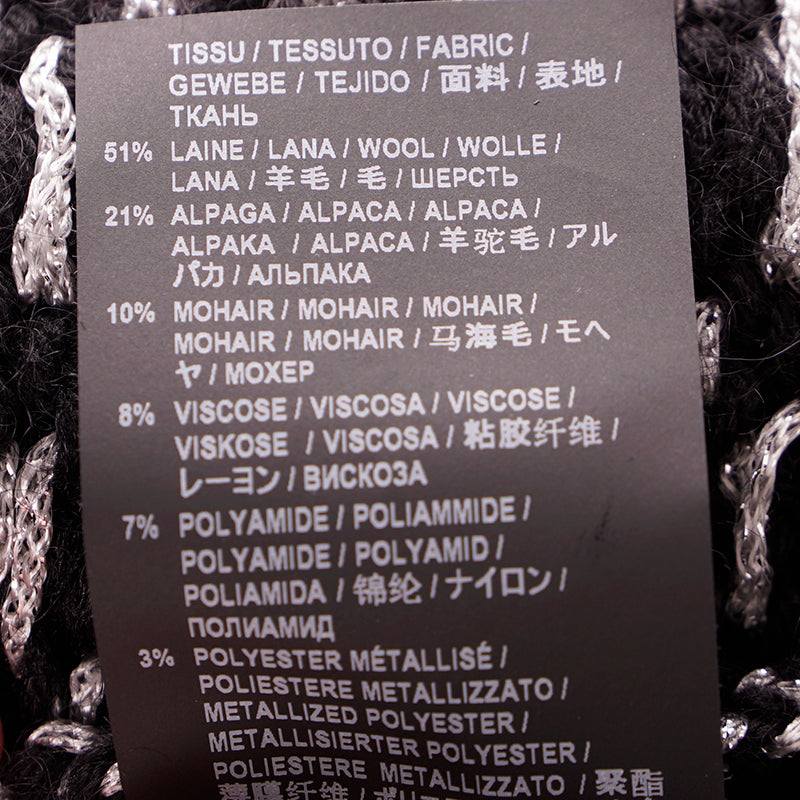 TISSU / TESSUTO / FABRIC /
GEWEBE / TEJIDO / 面料 / 表地 /
ТКАНЬ
51% LAINE / LANA / WOOL / WOLLE /
LANA / 羊毛 / 毛 / ШЕРСТЬ
21% ALPAGA / ALPACA / ALPACA /
ALPAKA / ALPACA / 羊驼毛 / アル
パカ / АЛЬПАКА
10% MOHAIR / MOHAIR / MOHAIR /
MOHAIR / MOHAIR / 马海毛 / モヘ
ヤ / МОХЕР
8% VISCOSE / VISCOSA / VISCOSE /
VISKOSE / VISCOSA / 粘胶纤维 /
レーヨン / ВИСКОЗА
7% POLYAMIDE / POLIAMMIDE /
POLYAMIDE / POLYAMID /
POLIAMIDA / 锦纶 / ナイロン /
ПОЛИАМИД
3% POLYESTER MÉTALLISÉ /
POLIESTERE METALLIZZATO /
METALLIZED POLYESTER /
METALLISIERTER POLYESTER /
POLIESTERE METALLIZZATO / 聚酯
薄膜纤维 /